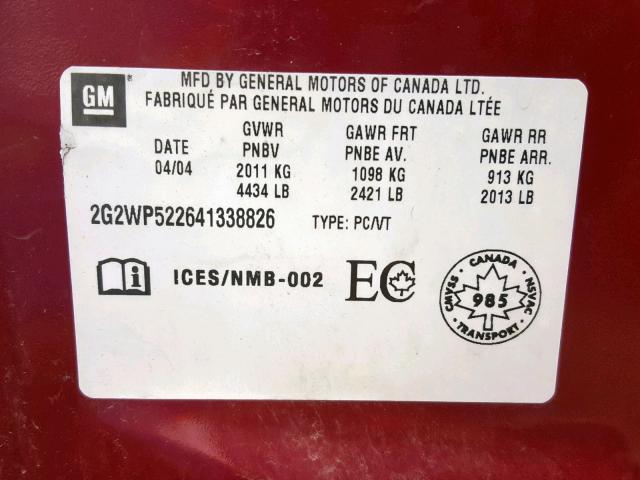 GM
MFD BY GENERAL MOTORS OF CANADA LTD.
FABRIQUÉ PAR GENERAL MOTORS DU CANADA LTÉE
GVWR GAWR FRT GAWR RR
DATE PNBV PNBE AV. PNBE ARR.
04/04 2011 KG 1098 KG 913 KG
4434 LB 2421 LB 2013 LB
2G2WP522641338826 TYPE: PC/VT
i ICES/NMB-002 EC
CANADA
CMVSS 985 NSVAC
TRANSPORT